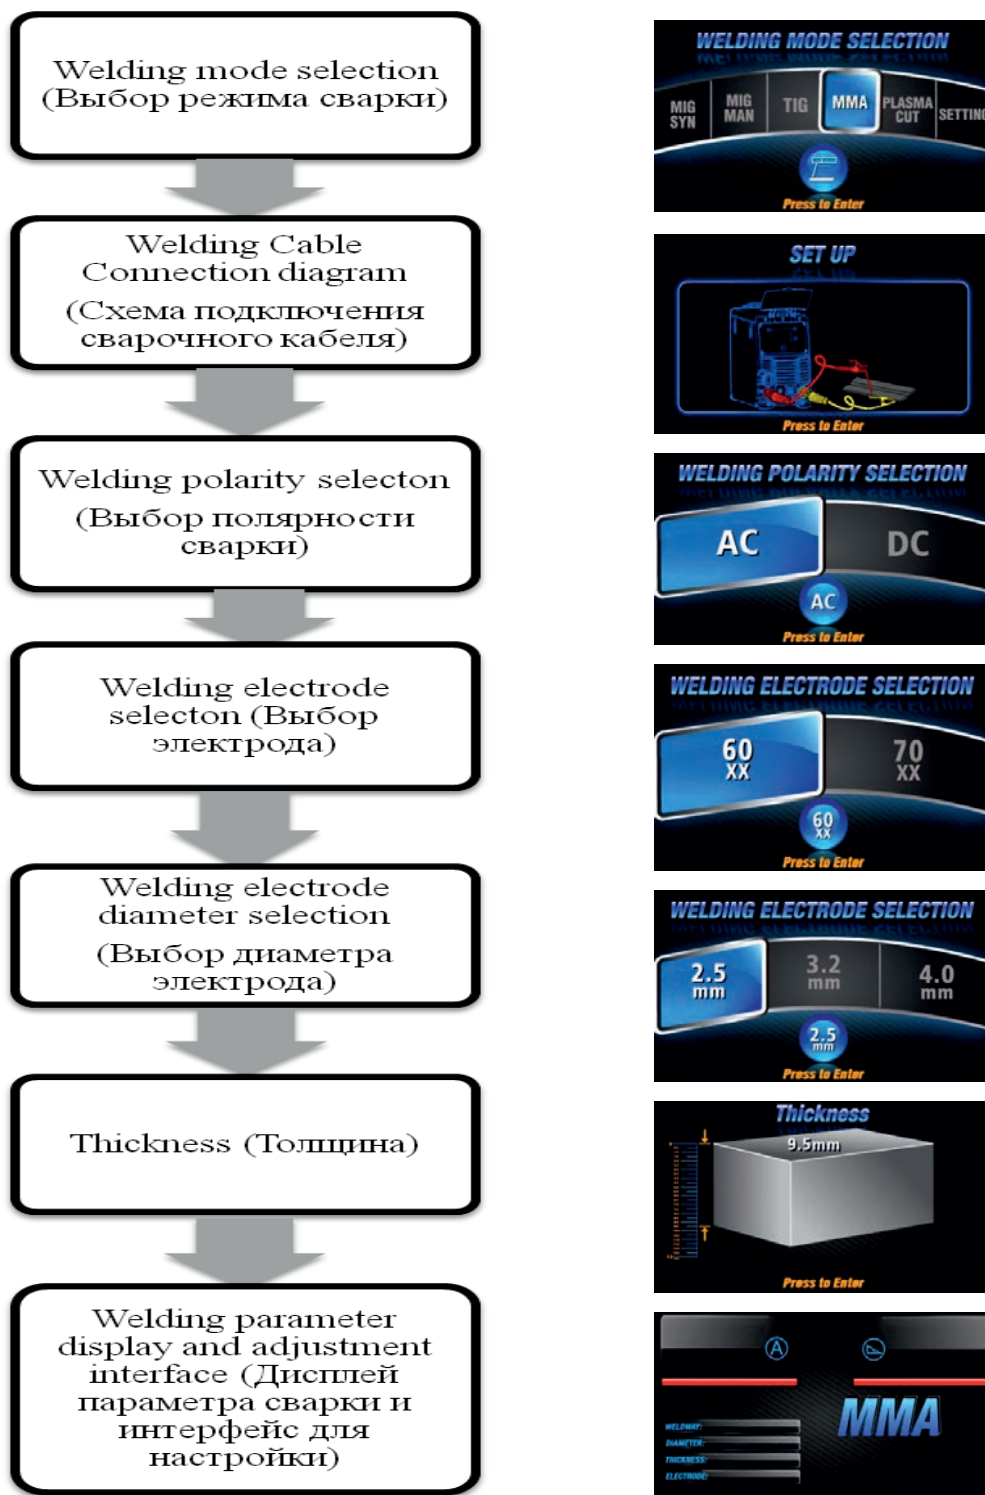 Welding mode selection
(Выбор режима сварки)
WELDING MODE SELECTION
MIG SYN
MIG MAN
TIG
MMA
PLASMA CUT
SETTING
Press to Enter
Welding Cable
Connection diagram
(Схема подключения
сварочного кабеля)
SET UP
Press to Enter
Welding polarity selecton
(Выбор полярности
сварки)
WELDING POLARITY SELECTION
AC
DC
AC
Press to Enter
Welding electrode
selecton (Выбор
электрода)
WELDING ELECTRODE SELECTION
60
XX
70
XX
60
XX
Press to Enter
Welding electrode
diameter selection
(Выбор диаметра
электрода)
WELDING ELECTRODE SELECTION
2.5
mm
3.2
mm
4.0
mm
2.5
mm
Press to Enter
Thickness (Толщина)
Thickness
9.5mm
Press to Enter
Welding parameter
display and adjustment
interface (Дисплей
параметра сварки и
интерфейс для
настройки)
A
MMA
WELDWAY:
DIAMETER:
THICKNESS:
ELECTRODE: